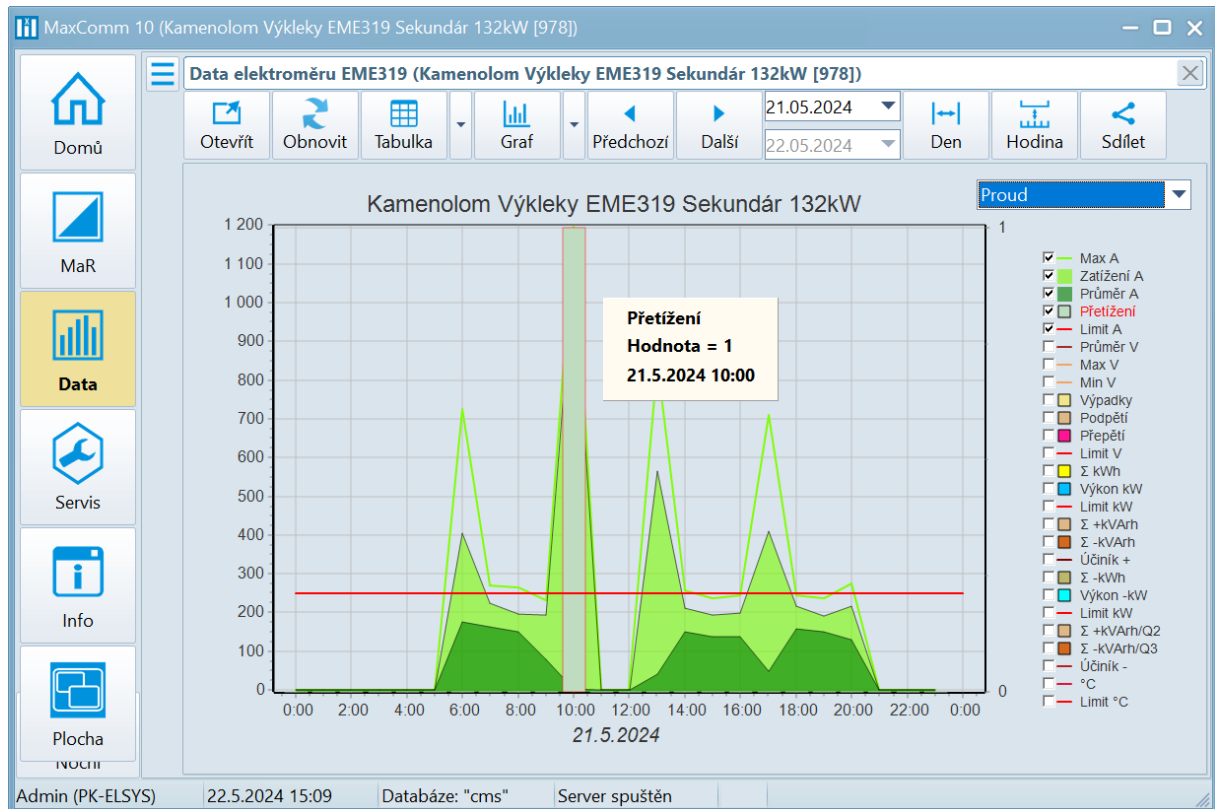 MaxComm 10 (Kamenolom Výkleky EME319 Sekundár 132kW [978])
Data elektroměru EME319 (Kamenolom Výkleky EME319 Sekundár 132kW [978])
Domů
MaR
Data
Servis
Info
Plocha
Noční
Otevřít
Obnovit
Tabulka
Graf
Předchozí
Další
21.05.2024
22.05.2024
Den
Hodina
Sdílet
Kamenolom Výkleky EME319 Sekundár 132kW
Proud
1 200
1 100
1 000
900
800
700
600
500
400
300
200
100
0
1
0
Přetížení
Hodnota = 1
21.5.2024 10:00
0:00 2:00 4:00 6:00 8:00 10:00 12:00 14:00 16:00 18:00 20:00 22:00 0:00
21.5.2024
Max A
Zatížení A
Průměr A
Přetížení
Limit A
Průměr V
Max V
Min V
Výpadky
Podpětí
Přepětí
Limit V
Σ kWh
Výkon kW
Limit kW
Σ +kVArh
Σ -kVArh
Účiník +
Σ -kWh
Výkon -kW
Limit kW
Σ +kVArh/Q2
Σ -kVArh/Q3
Účiník -
°C
Limit °C
Admin (PK-ELSYS) 22.5.2024 15:09 Databáze: "cms" Server spuštěn